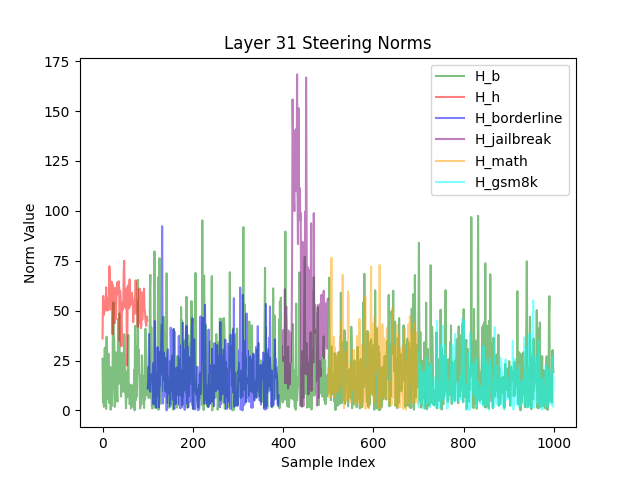 Layer 31 Steering Norms
175
150
125
100
75
50
25
0
Norm Value
0
200
400
600
800
1000
Sample Index
H_b
H_h
H_borderline
H_jailbreak
H_math
H_gsm8k